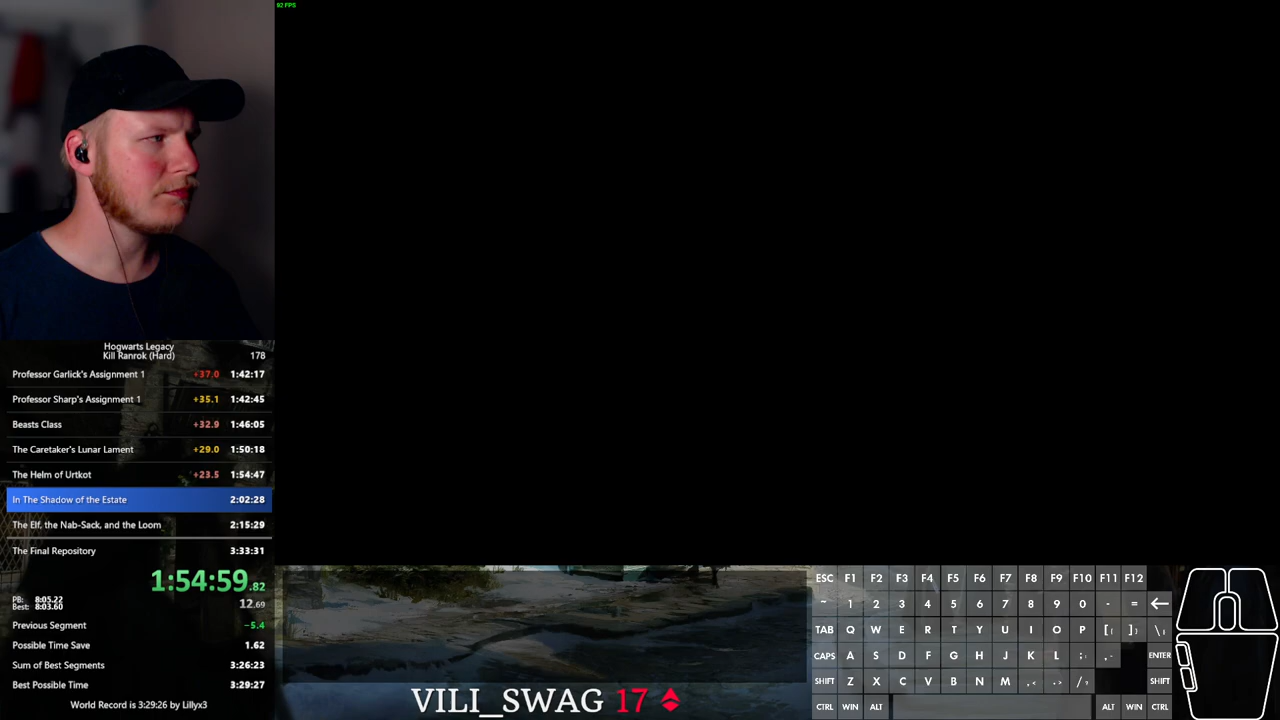 92 FPS
Hogwarts Legacy
Kill Ranrok (Hard) 178
Professor Garlick's Assignment 1 +37.0 1:42:17
Professor Sharp's Assignment 1 +35.1 1:42:45
Beasts Class +32.9 1:46:05
The Caretaker's Lunar Lament +29.0 1:50:18
The Helm of Urtkot +23.5 1:54:47
In The Shadow of the Estate 2:02:28
The Elf, the Nab-Sack, and the Loom 2:15:29
The Final Repository 3:33:31
1:54:59.82
PB: 8:05.22
Best: 8:03.60
12.69
Previous Segment -5.4
Possible Time Save 1.62
Sum of Best Segments 3:26:23
Best Possible Time 3:29:27
World Record is 3:29:26 by Lillyx3
VILI_SWAG 17
ESC F1 F2 F3 F4 F5 F6 F7 F8 F9 F10 F11 F12
~ 1 2 3 4 5 6 7 8 9 0 - = ←
TAB Q W E R T Y U I O P [{ ]} \|
CAPS A S D F G H J K L ;: ,- ENTER
SHIFT Z X C V B N M ,< .> /? SHIFT
CTRL WIN ALT ALT WIN CTRL